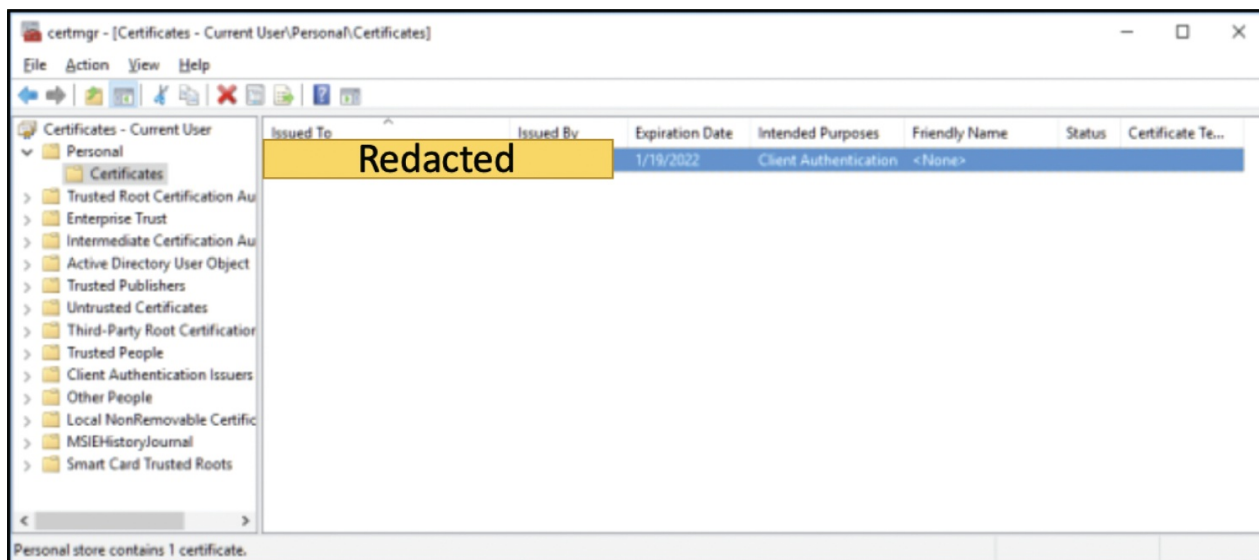 certmgr - [Certificates - Current User\Personal\Certificates]
File Action View Help
Certificates - Current User
Personal
Certificates
Trusted Root Certification Au
Enterprise Trust
Intermediate Certification Au
Active Directory User Object
Trusted Publishers
Untrusted Certificates
Third-Party Root Certification
Trusted People
Client Authentication Issuers
Other People
Local NonRemovable Certific
MSIEHistoryJournal
Smart Card Trusted Roots
Issued To Issued By Expiration Date Intended Purposes Friendly Name Status Certificate Te...
Redacted 1/19/2022 Client Authentication <None>
Personal store contains 1 certificate.